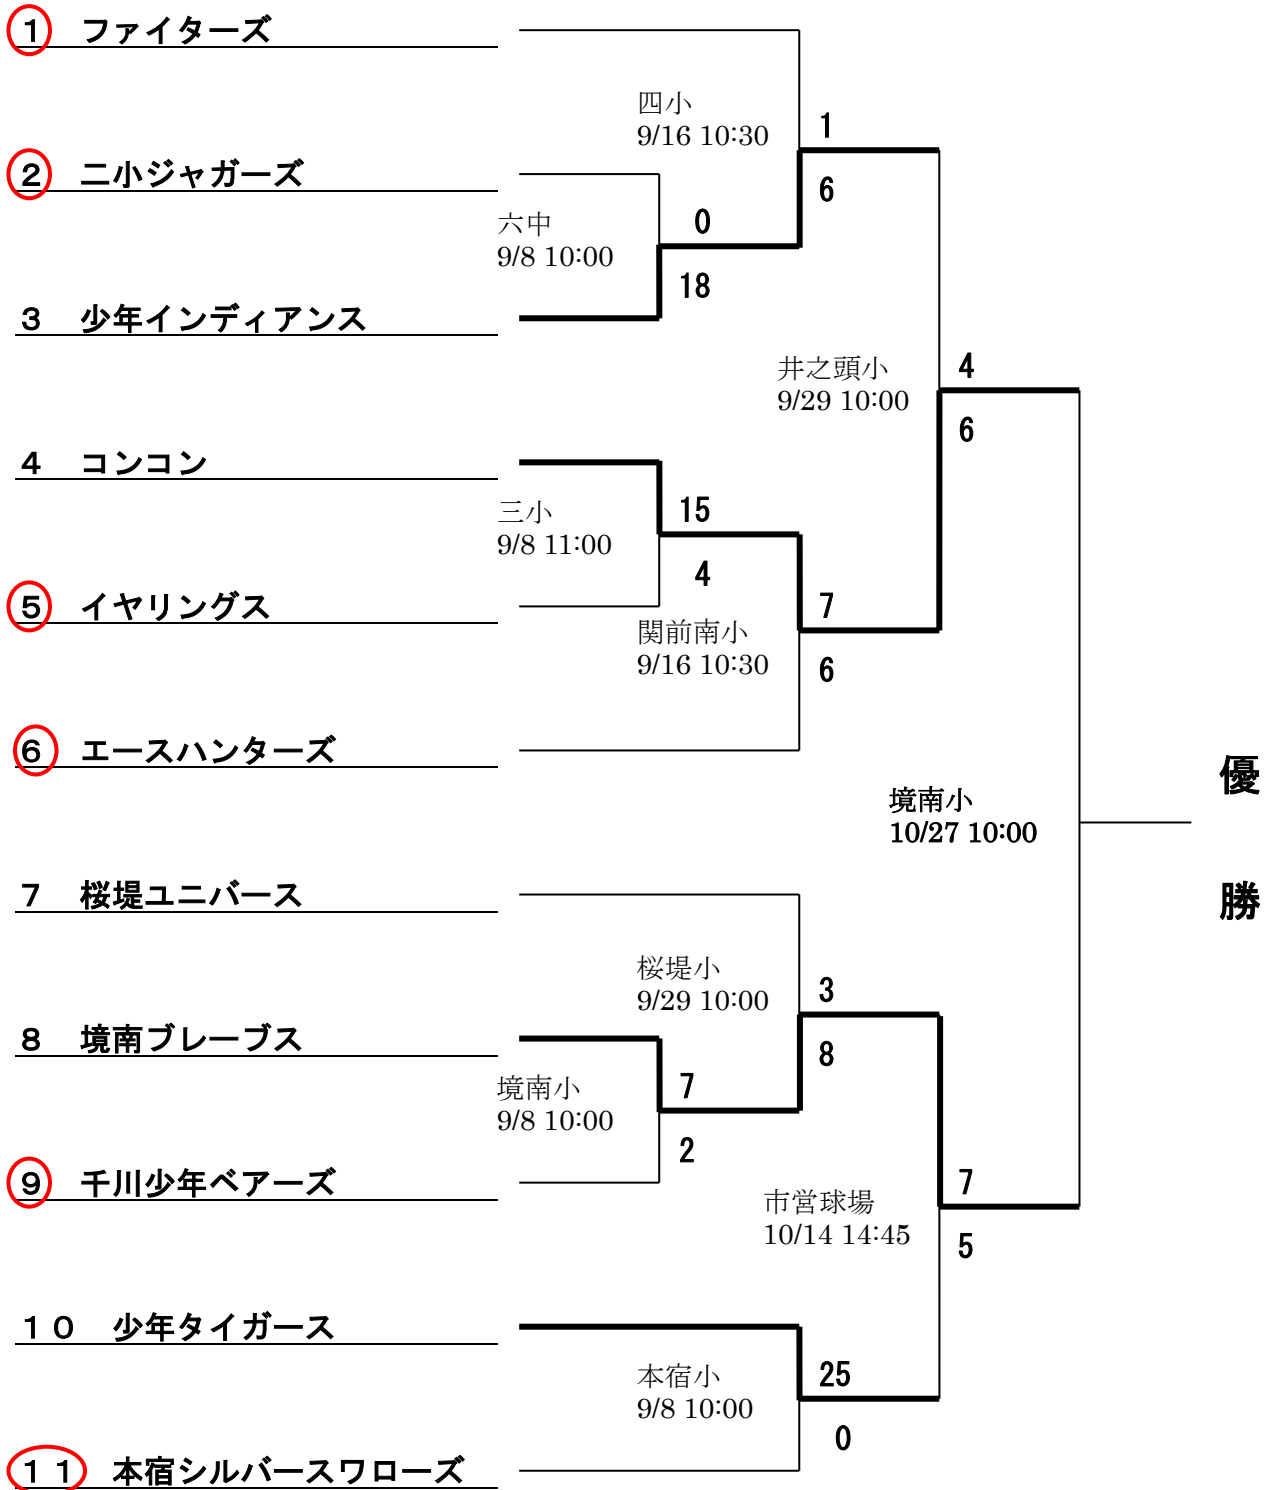 １　ファイターズ
四小
9/16 10:30
1
２　二小ジャガーズ
6
六中
9/8 10:00
0
18
３　少年インディアンス
井之頭小
9/29 10:00
4
6
４　コンコン
三小
9/8 11:00
15
4
５　イヤリングス
7
関前南小
9/16 10:30
6
６　エースハンターズ
優
勝
境南小
10/27 10:00
７　桜堤ユニバース
桜堤小
9/29 10:00
3
８　境南ブレーブス
8
境南小
9/8 10:00
7
2
９　千川少年ベアーズ
市営球場
10/14 14:45
7
5
１０　少年タイガース
本宿小
9/8 10:00
25
0
１１　本宿シルバースワローズ